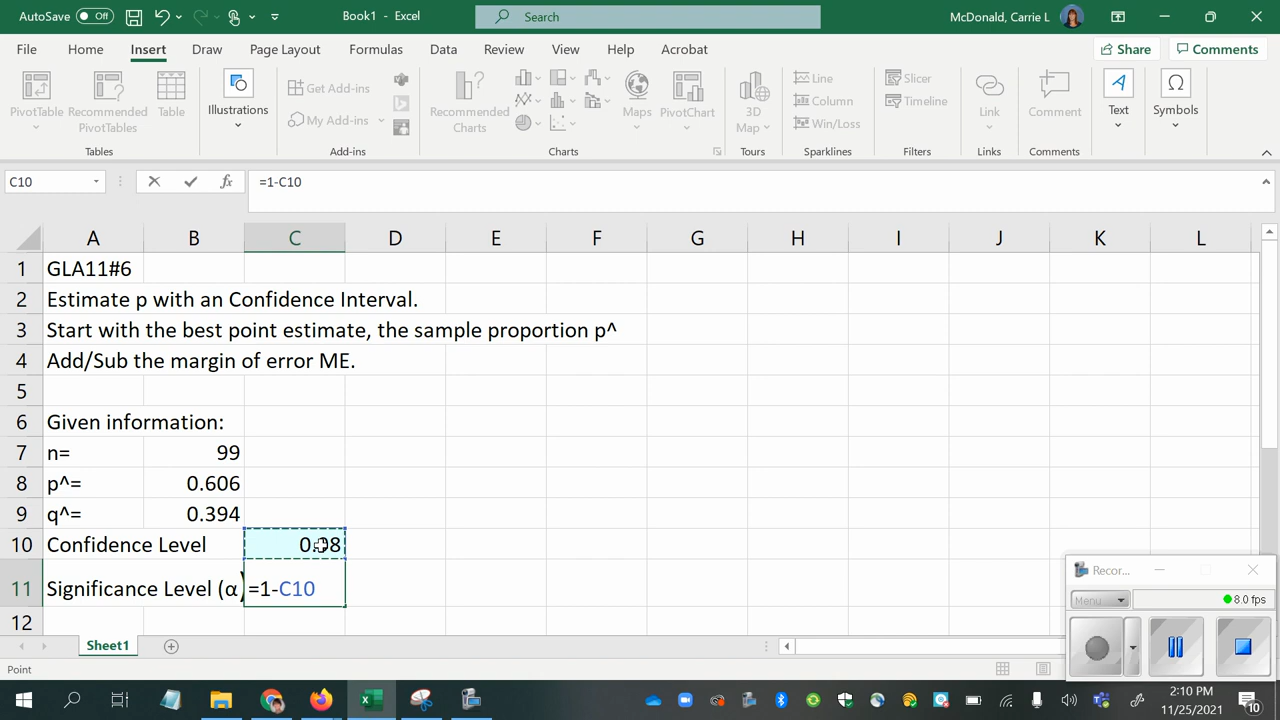 AutoSave Off Book1 - Excel Search McDonald, Carrie L
File Home Insert Draw Page Layout Formulas Data Review View Help Acrobat Share Comments
PivotTable Recommended PivotTables Table
Illustrations
Get Add-ins
My Add-ins
Recommended Charts
Maps PivotChart
3D Map
Line
Column
Win/Loss
Slicer
Timeline
Link
Comment
Text
Symbols
Tables Add-ins Charts Tours Sparklines Filters Links Comments
C10 fx =1-C10
A B C D E F G H I J K L
1 GLA11#6
2 Estimate p with an Confidence Interval.
3 Start with the best point estimate, the sample proportion p^
4 Add/Sub the margin of error ME.
5
6 Given information:
7 n= 99
8 p^= 0.606
9 q^= 0.394
10 Confidence Level 0.98
11 Significance Level (α) =1-C10
12
Recor...
Menu 8.0 fps
Sheet1
Point
2:10 PM
11/25/2021
10